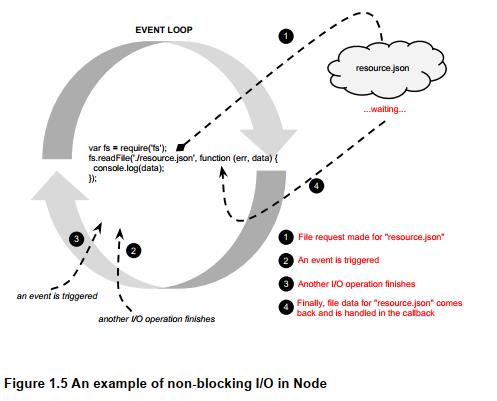 EVENT LOOP
1
resource.json
...waiting...
var fs = require('fs');
fs.readFile('./resource.json', function (err, data) {
console.log(data);
});
4
3
2
an event is triggered
another I/O operation finishes
1 File request made for "resource.json"
2 An event is triggered
3 Another I/O operation finishes
4 Finally, file data for "resource.json" comes
back and is handled in the callback
Figure 1.5 An example of non-blocking I/O in Node